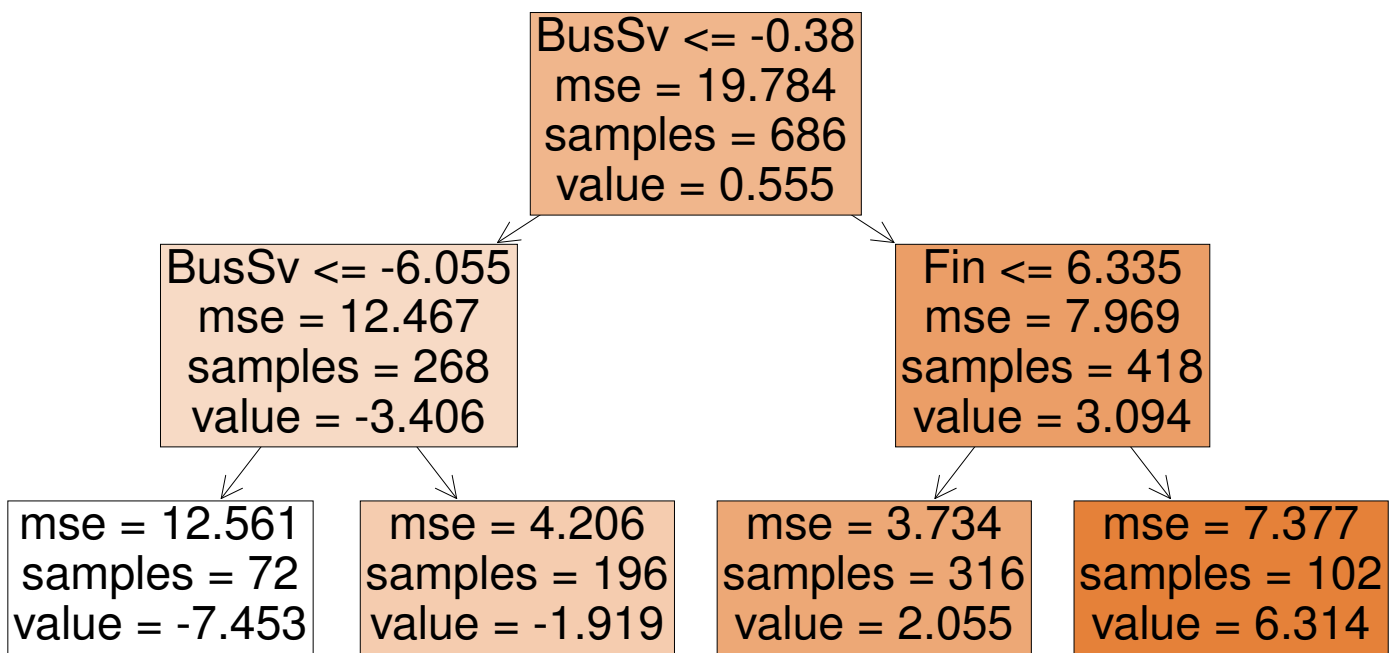 BusSv <= -0.38
mse = 19.784
samples = 686
value = 0.555
BusSv <= -6.055
mse = 12.467
samples = 268
value = -3.406
Fin <= 6.335
mse = 7.969
samples = 418
value = 3.094
mse = 12.561
samples = 72
value = -7.453
mse = 4.206
samples = 196
value = -1.919
mse = 3.734
samples = 316
value = 2.055
mse = 7.377
samples = 102
value = 6.314